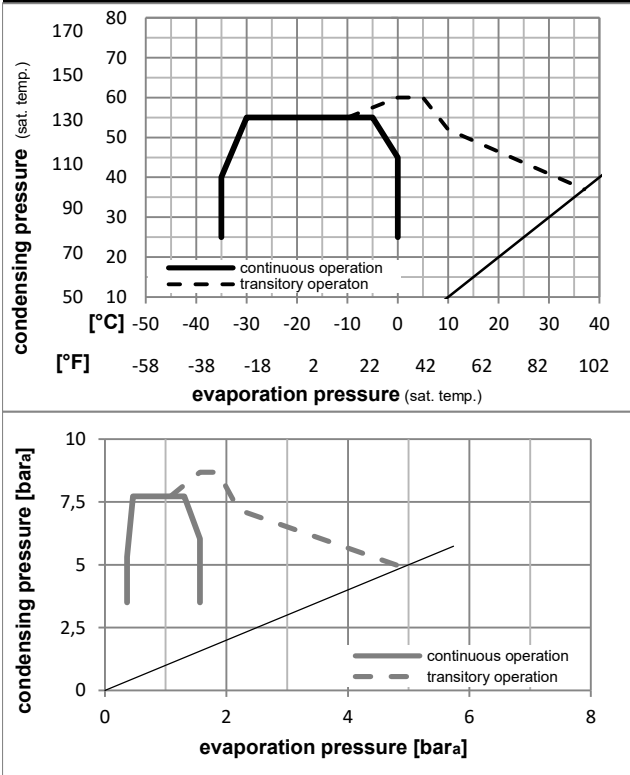 170
80
70
150
60
130
50
110
40
90
30
70
20
50
10
condensing pressure (sat. temp.)
continuous operation
transitory operaton
[°C] -50 -40 -30 -20 -10 0 10 20 30 40
[°F] -58 -38 -18 2 22 42 62 82 102
evaporation pressure (sat. temp.)
10
7,5
5
2,5
0
condensing pressure [bara]
continuous operation
transitory operation
0 2 4 6 8
evaporation pressure [bara]